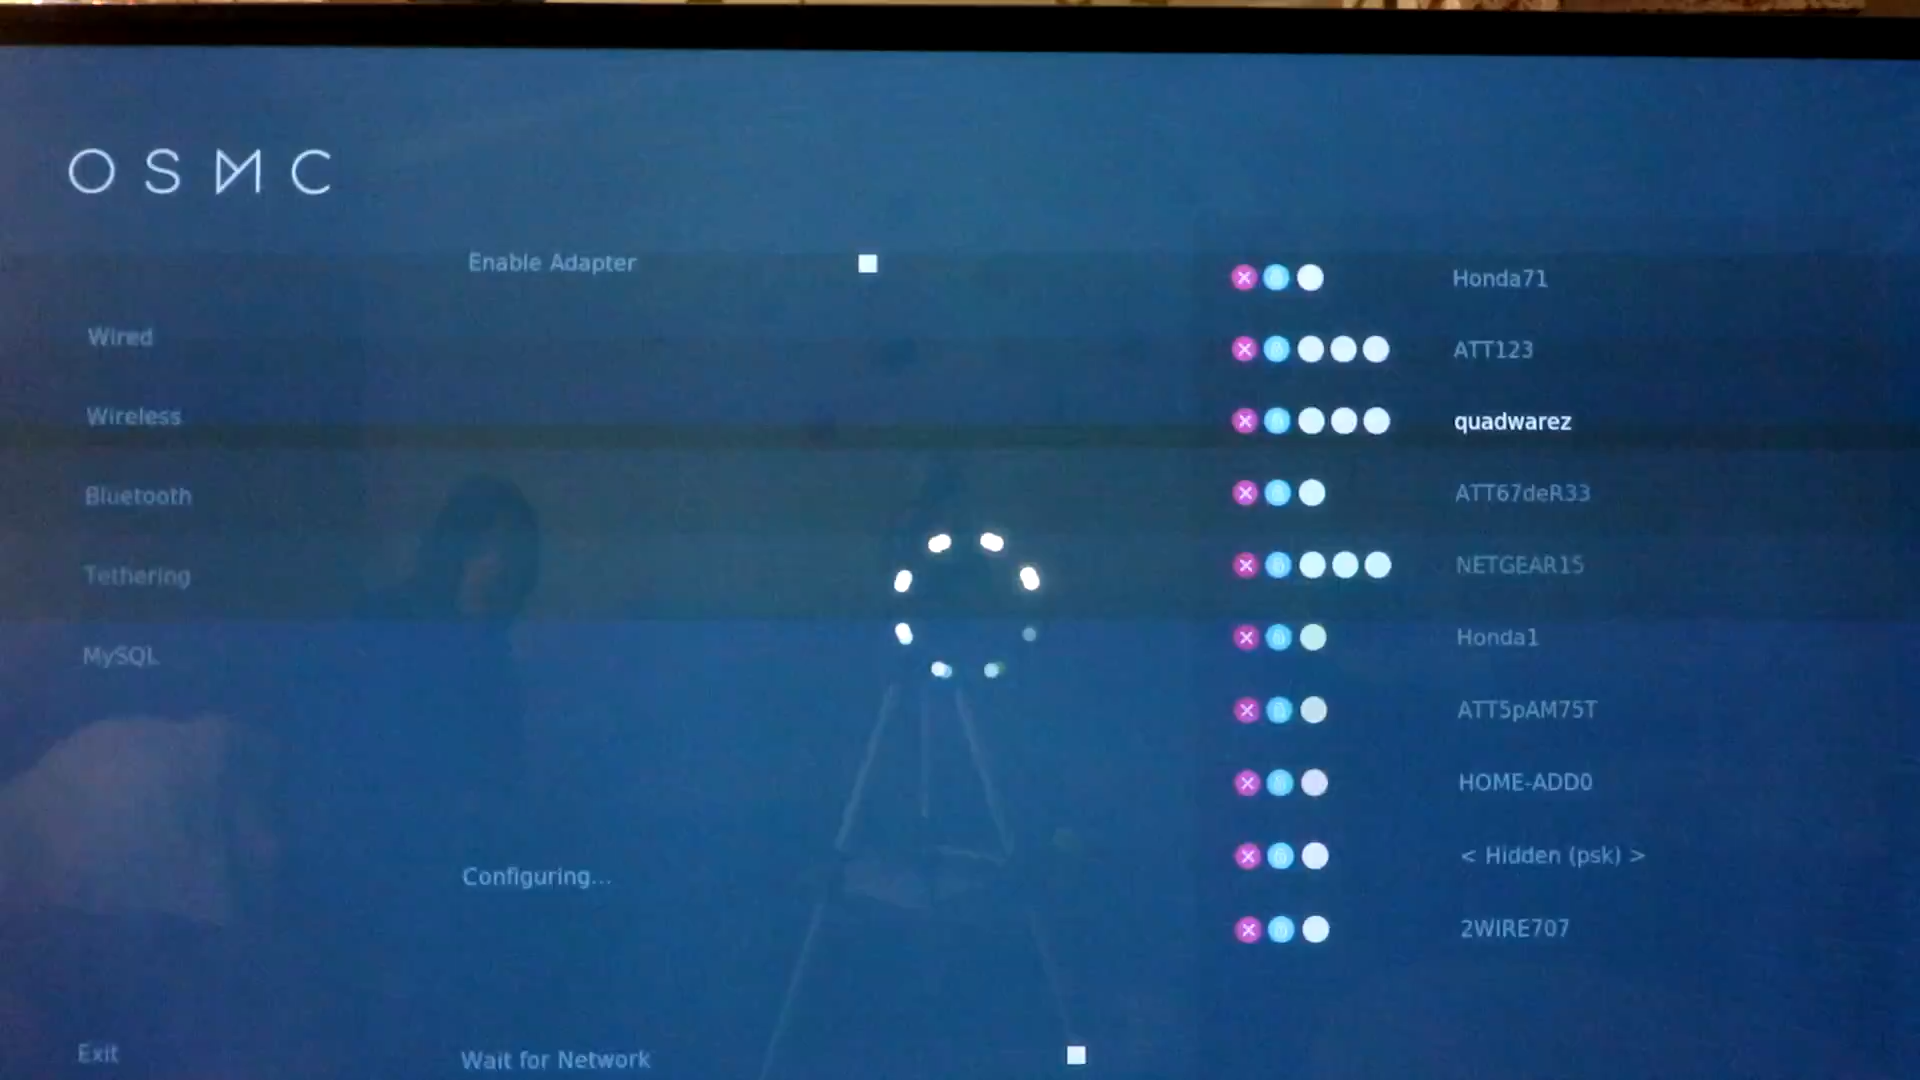 OSMC
Enable Adapter
Wired
Wireless
Bluetooth
Tethering
MySQL
Configuring...
Exit
Wait for Network
Honda71
ATT123
quadwarez
ATT67deR33
NETGEAR15
Honda1
ATT5pAM75T
HOME-ADD0
< Hidden (psk) >
2WIRE707